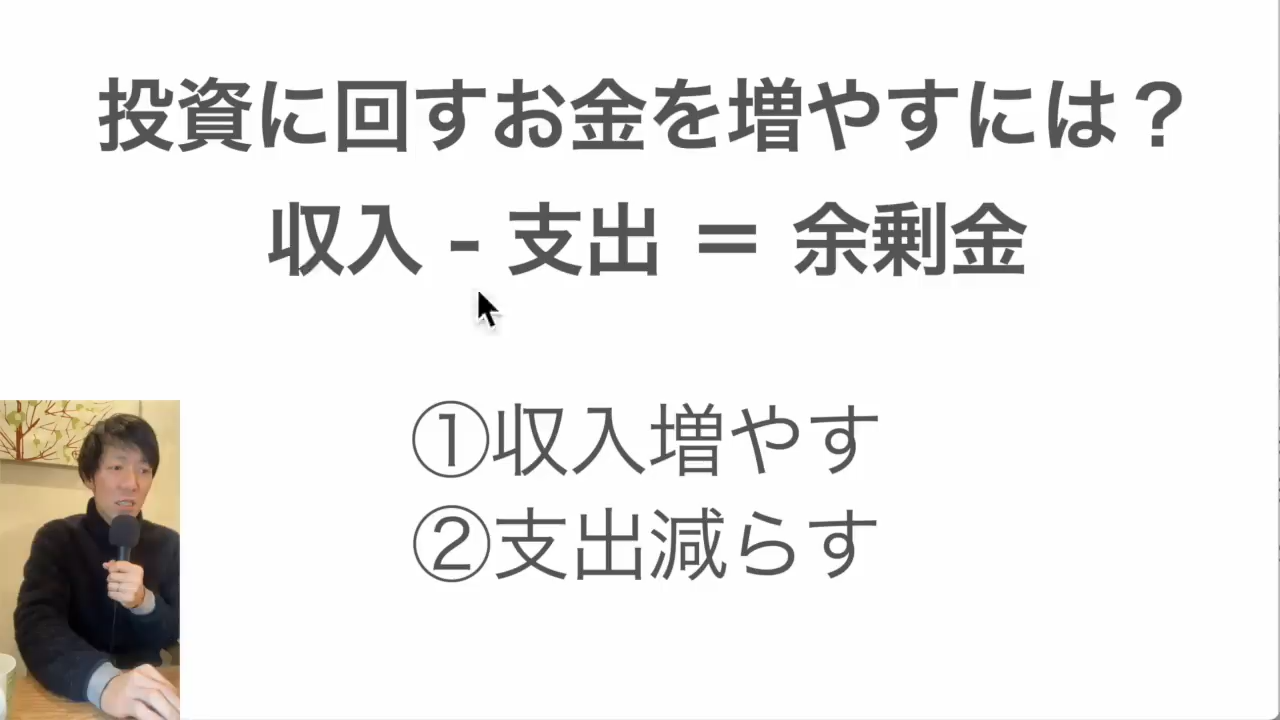 投資に回すお金を増やすには？
収入 - 支出 = 余剰金
①収入増やす
②支出減らす